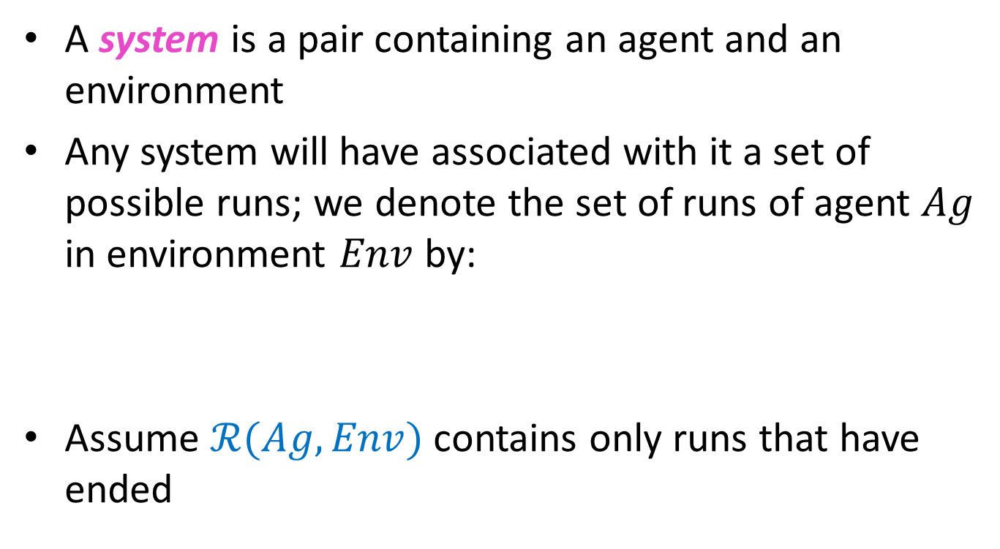 • A system is a pair containing an agent and an
environment
• Any system will have associated with it a set of
possible runs; we denote the set of runs of agent 𝐴𝑔
in environment 𝐸𝑛𝑣 by:
• Assume ℛ(𝐴𝑔, 𝐸𝑛𝑣) contains only runs that have
ended